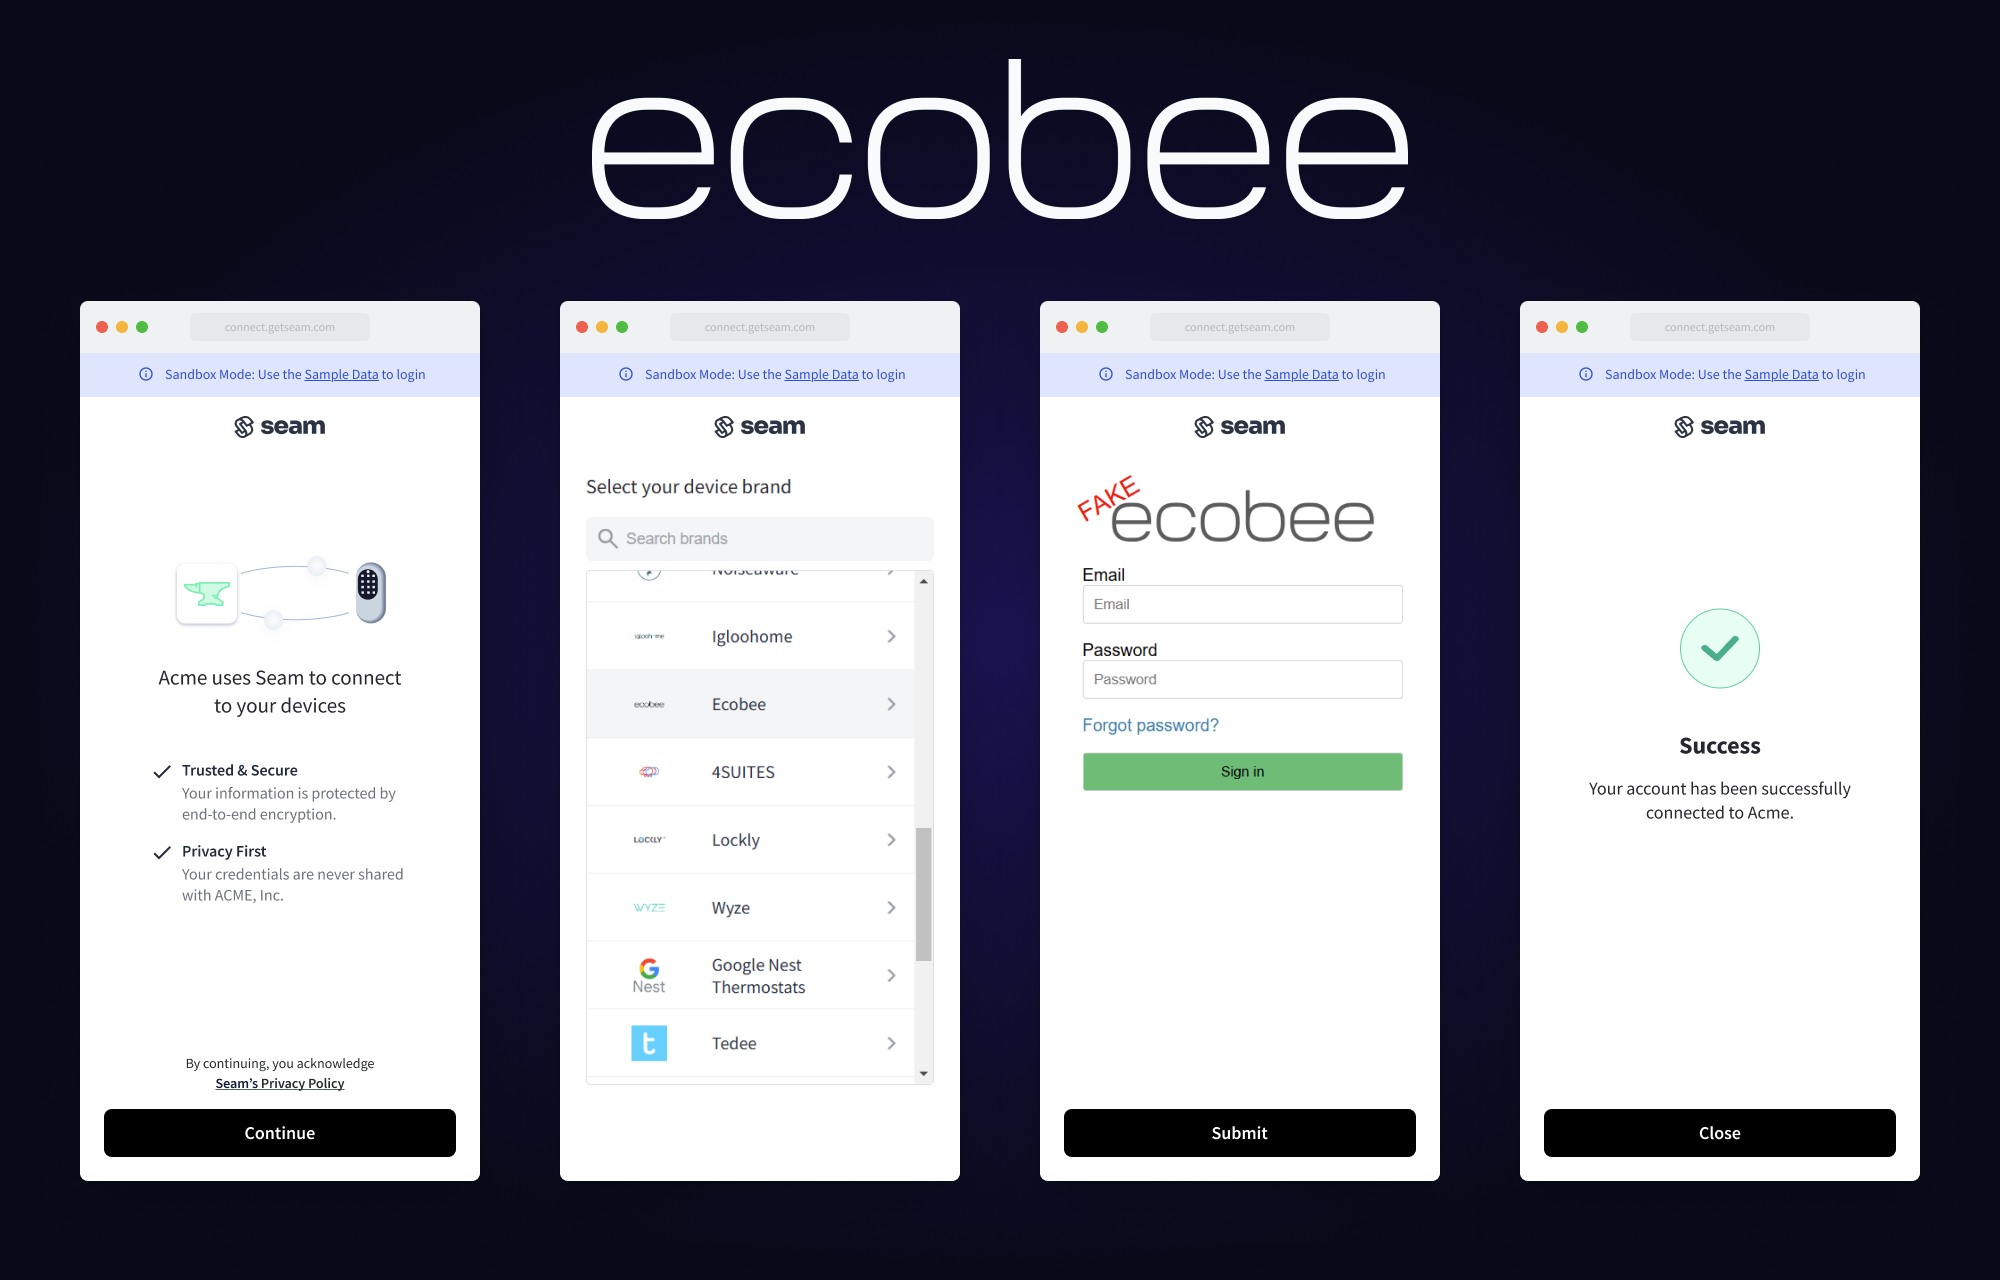 ecobee
connect.getseam.com
Sandbox Mode: Use the Sample Data to login
seam
Acme uses Seam to connect
to your devices
Trusted & Secure
Your information is protected by
end-to-end encryption.
Privacy First
Your credentials are never shared
with ACME, Inc.
By continuing, you acknowledge
Seam's Privacy Policy
Continue
connect.getseam.com
Sandbox Mode: Use the Sample Data to login
seam
Select your device brand
Search brands
Noiseaware
igloohome Igloohome
ecobee Ecobee
4SUITES
LOCKLY Lockly
WYZE Wyze
Google Nest
Nest Thermostats
t Tedee
connect.getseam.com
Sandbox Mode: Use the Sample Data to login
seam
FAKE
ecobee
Email
Email
Password
Password
Forgot password?
Sign in
Submit
connect.getseam.com
Sandbox Mode: Use the Sample Data to login
seam
Success
Your account has been successfully
connected to Acme.
Close